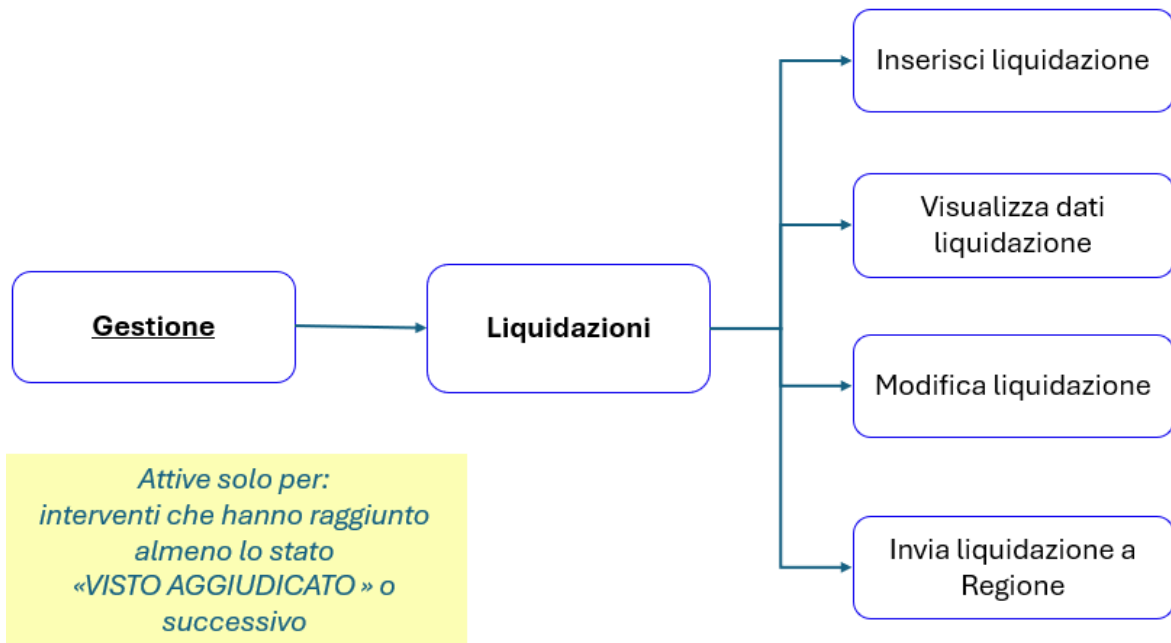 Inserisci liquidazione
Visualizza dati
liquidazione
Gestione
Liquidazioni
Modifica liquidazione
Attive solo per:
interventi che hanno raggiunto
almeno lo stato
«VISTO AGGIUDICATO » o
successivo
Invia liquidazione a
Regione